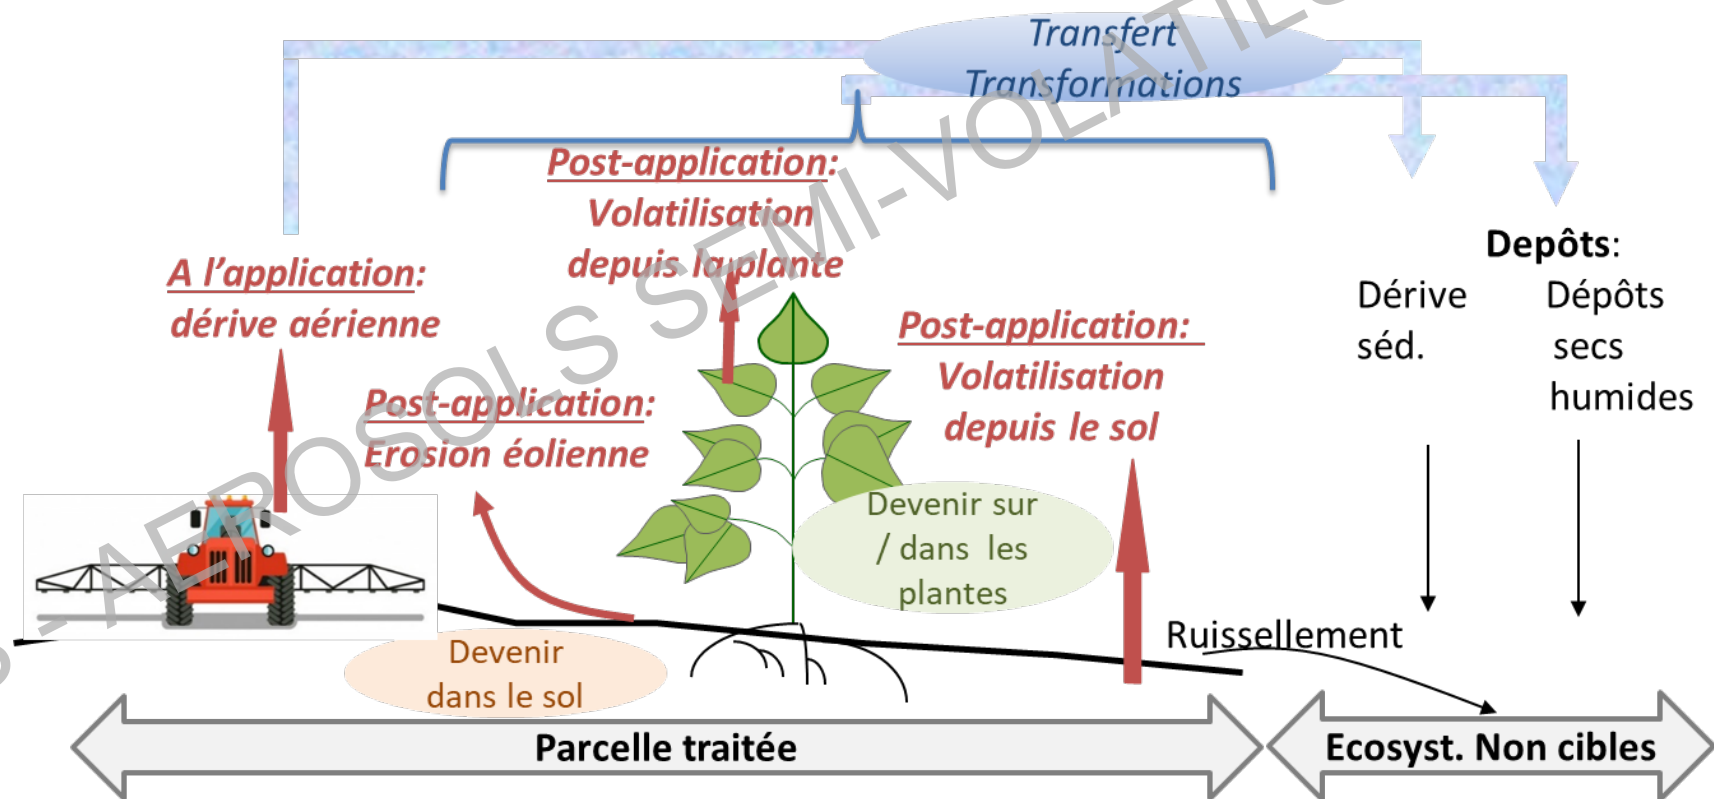 Transfert
Transformations
Post-application:
Volatilisation
depuis la plante
A l’application:
dérive aérienne
Post-application:
Erosion éolienne
Post-application:
Volatilisation
depuis le sol
Depôts:
Dérive
séd.
Dépôts
secs
humides
Devenir sur
/ dans les
plantes
Devenir
dans le sol
Ruissellement
Parcelle traitée
Ecosyst. Non cibles
- AEROSOLS SEMI-VOLATILS